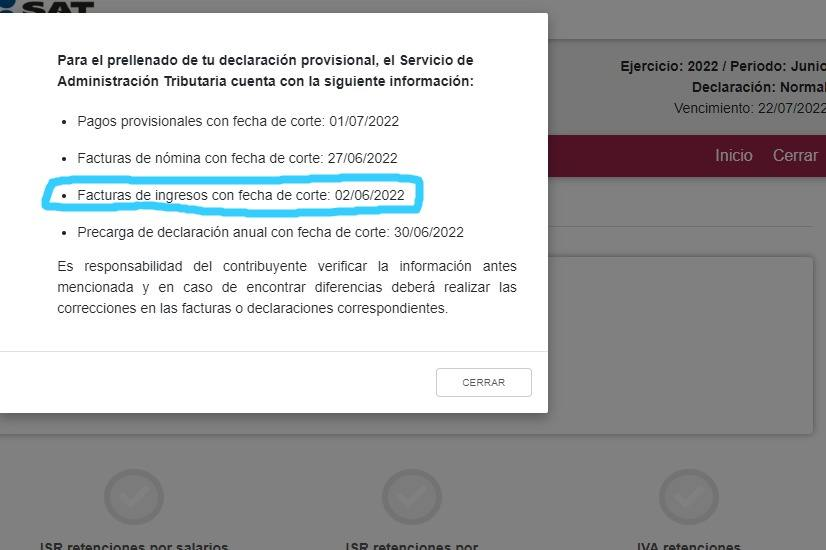 SAT
Para el prellenado de tu declaración provisional, el Servicio de
Administración Tributaria cuenta con la siguiente información:
Ejercicio: 2022 / Periodo: Junio
Declaración: Normal
Vencimiento: 22/07/2022
• Pagos provisionales con fecha de corte: 01/07/2022
• Facturas de nómina con fecha de corte: 27/06/2022
Inicio Cerrar
• Facturas de ingresos con fecha de corte: 02/06/2022
• Precarga de declaración anual con fecha de corte: 30/06/2022
Es responsabilidad del contribuyente verificar la información antes
mencionada y en caso de encontrar diferencias deberá realizar las
correcciones en las facturas o declaraciones correspondientes.
CERRAR
ISR retenciones por salarios
ISR retenciones por
IVA retenciones